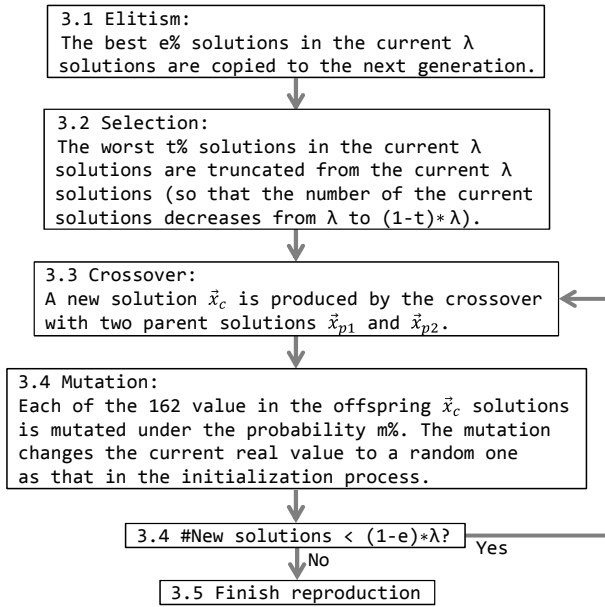 3.1 Elitism:
The best e% solutions in the current λ
solutions are copied to the next generation.
3.2 Selection:
The worst t% solutions in the current λ
solutions are truncated from the current λ
solutions (so that the number of the current
solutions decreases from λ to (1-t)*λ).
3.3 Crossover:
A new solution x⃗c is produced by the crossover
with two parent solutions x⃗p1 and x⃗p2.
3.4 Mutation:
Each of the 162 value in the offspring x⃗c solutions
is mutated under the probability m%. The mutation
changes the current real value to a random one
as that in the initialization process.
3.4 #New solutions < (1-e)*λ?
Yes
No
3.5 Finish reproduction